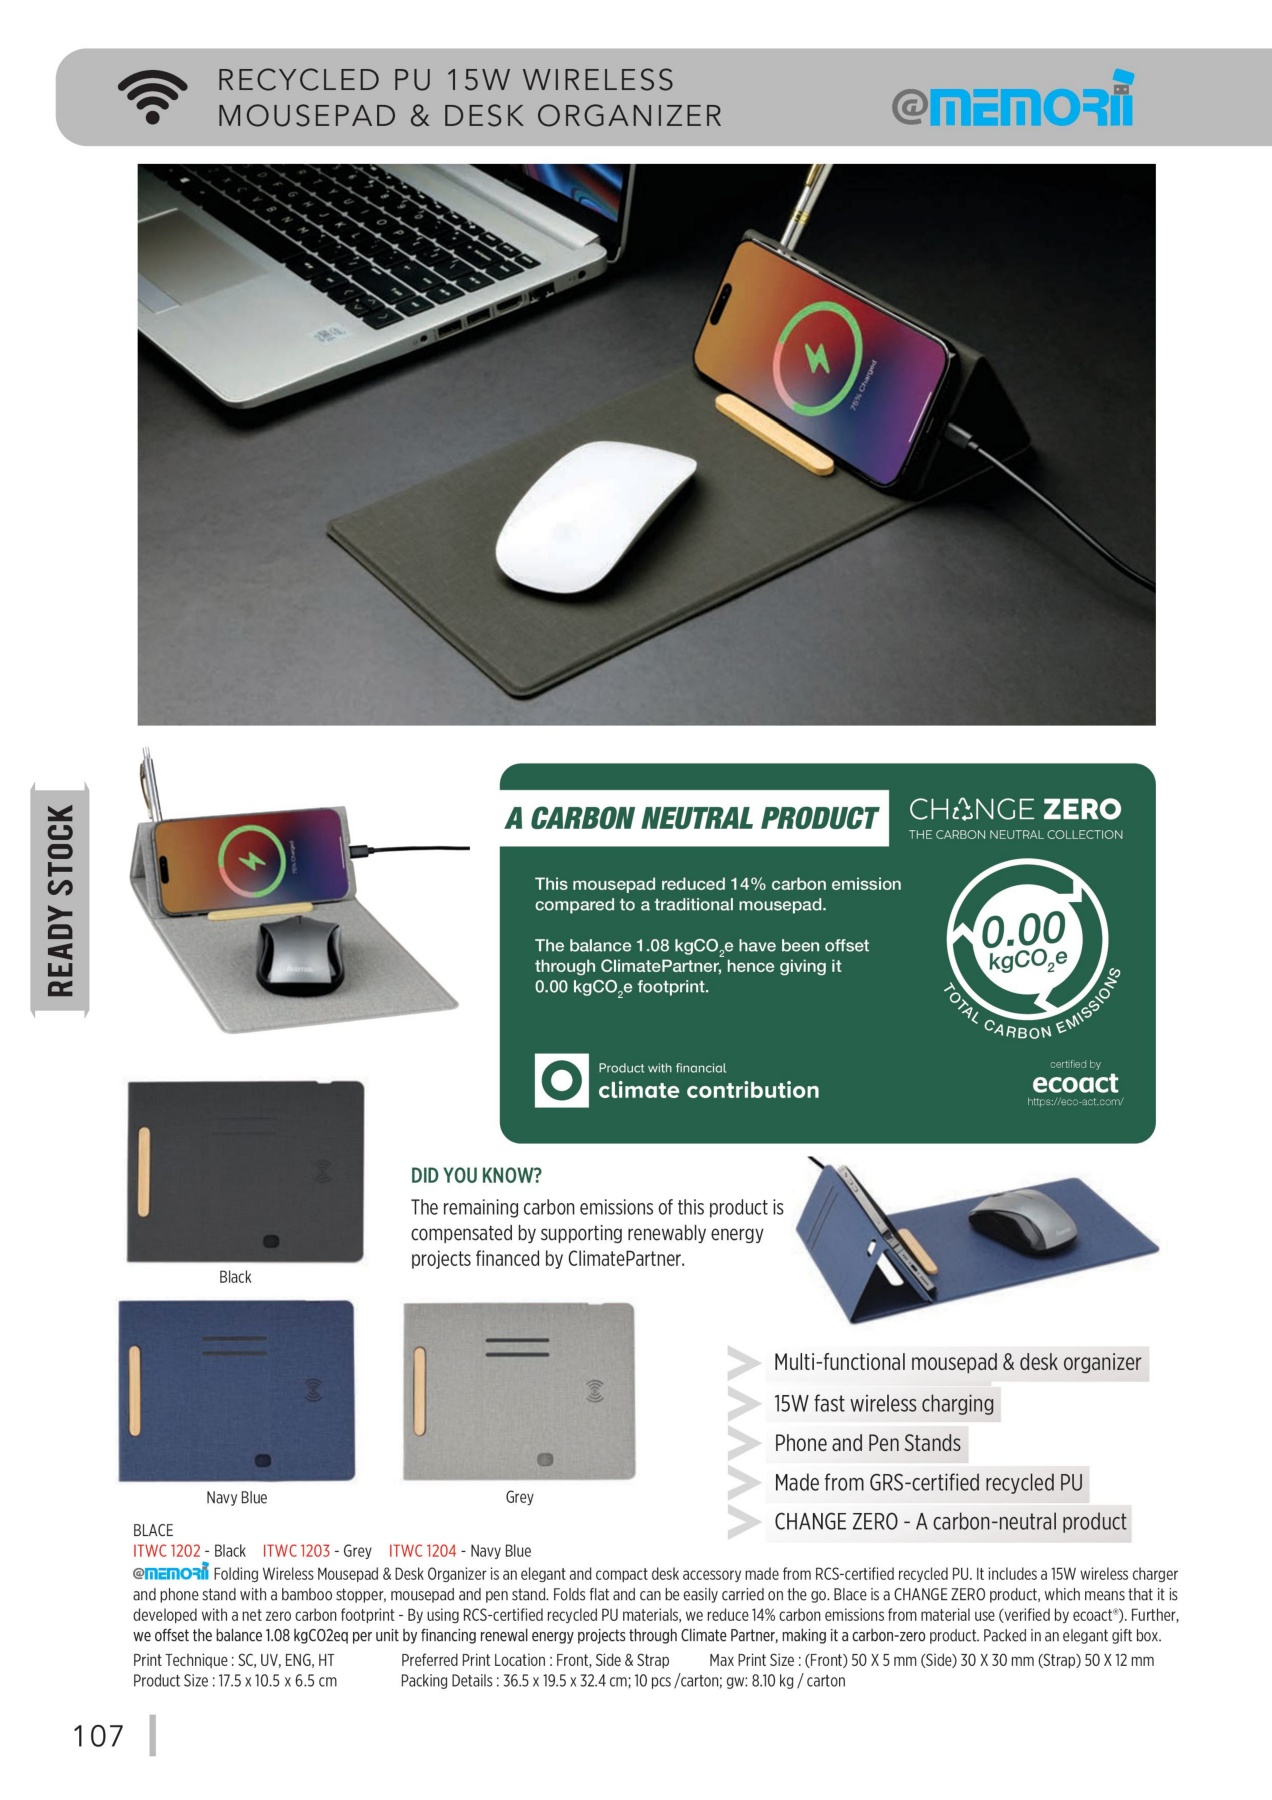 RECYCLED PU 15W WIRELESS
MOUSEPAD & DESK ORGANIZER
@MEMORii
75% Charged
READY STOCK
A CARBON NEUTRAL PRODUCT
CHANGE ZERO
THE CARBON NEUTRAL COLLECTION
This mousepad reduced 14% carbon emission
compared to a traditional mousepad.
The balance 1.08 kgCO₂e have been offset
through ClimatePartner, hence giving it
0.00 kgCO₂e footprint.
0.00
kgCO₂e
TOTAL CARBON EMISSIONS
Product with financial
climate contribution
certified by
ecoact
https://eco-act.com/
DID YOU KNOW?
The remaining carbon emissions of this product is
compensated by supporting renewably energy
projects financed by ClimatePartner.
Black
Navy Blue
Grey
Multi-functional mousepad & desk organizer
15W fast wireless charging
Phone and Pen Stands
Made from GRS-certified recycled PU
CHANGE ZERO - A carbon-neutral product
BLACE
ITWC 1202 - Black ITWC 1203 - Grey ITWC 1204 - Navy Blue
@MEMORii Folding Wireless Mousepad & Desk Organizer is an elegant and compact desk accessory made from RCS-certified recycled PU. It includes a 15W wireless charger
and phone stand with a bamboo stopper, mousepad and pen stand. Folds flat and can be easily carried on the go. Blace is a CHANGE ZERO product, which means that it is
developed with a net zero carbon footprint - By using RCS-certified recycled PU materials, we reduce 14% carbon emissions from material use (verified by ecoact®). Further,
we offset the balance 1.08 kgCO2eq per unit by financing renewal energy projects through Climate Partner, making it a carbon-zero product. Packed in an elegant gift box.
Print Technique : SC, UV, ENG, HT Preferred Print Location : Front, Side & Strap Max Print Size : (Front) 50 X 5 mm (Side) 30 X 30 mm (Strap) 50 X 12 mm
Product Size : 17.5 x 10.5 x 6.5 cm Packing Details : 36.5 x 19.5 x 32.4 cm; 10 pcs /carton; gw: 8.10 kg / carton
107